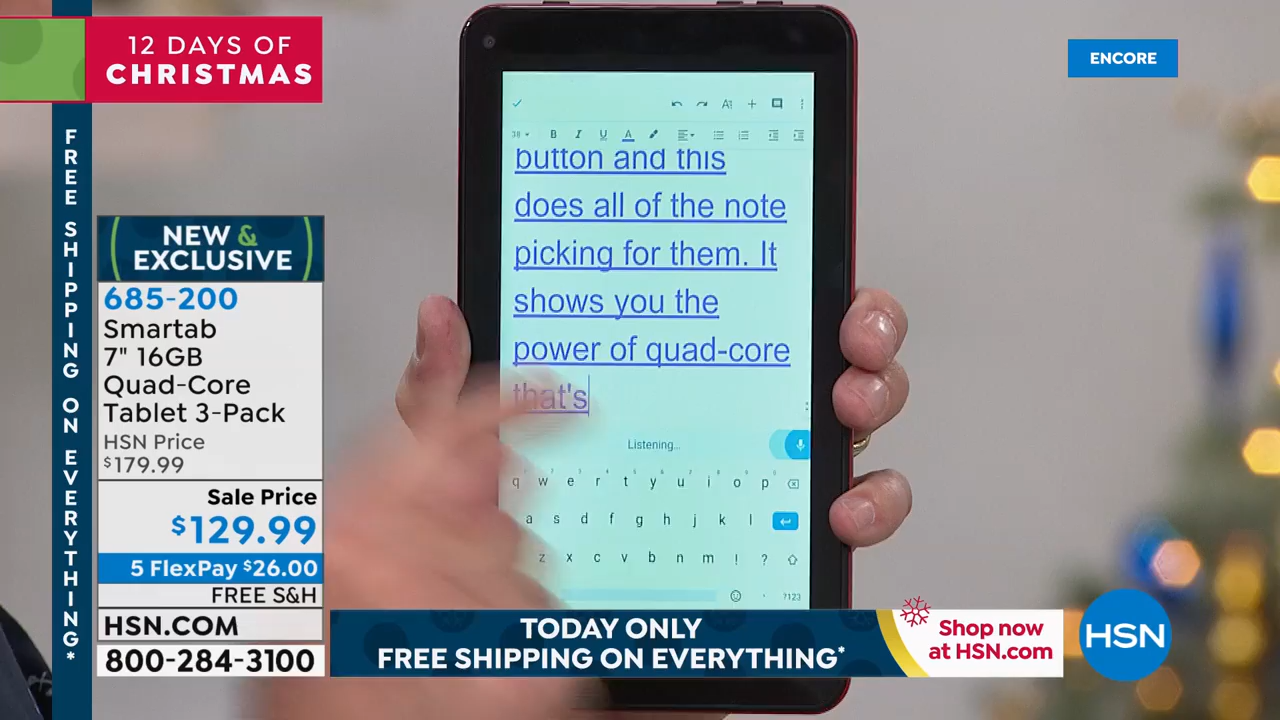 12 DAYS OF
CHRISTMAS
ENCORE
FREE SHIPPING ON EVERYTHING*
NEW &
EXCLUSIVE
685-200
Smartab
7" 16GB
Quad-Core
Tablet 3-Pack
HSN Price
$179.99
Sale Price
$129.99
5 FlexPay $26.00
FREE S&H
HSN.COM
800-284-3100
38
B I U A
button and this
does all of the note
picking for them. It
shows you the
power of quad-core
that's
Listening...
q w e r t y u i o p
a s d f g h j k l
z x c v b n m ! ?
?123
TODAY ONLY
FREE SHIPPING ON EVERYTHING*
Shop now
at HSN.com
HSN